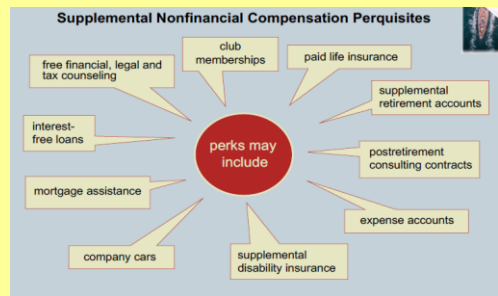 Supplemental Nonfinancial Compensation Perquisites
club
memberships
paid life insurance
free financial, legal and
tax counseling
supplemental
retirement accounts
interest-
free loans
perks may
include
postretirement
consulting contracts
mortgage assistance
expense accounts
company cars
supplemental
disability insurance